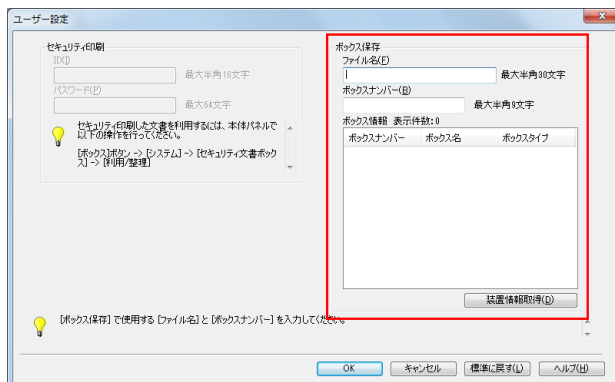 ユーザー設定
セキュリティ印刷
ID(X)
最大半角16文字
パスワード(P)
最大64文字
セキュリティ印刷した文書を利用するには、本体パネルで
以下の操作を行ってください。
[ボックス]ボタン -> [システム] -> [セキュリティ文書ボック
ス] -> [利用/整理]
ボックス保存
ファイル名(F)
最大半角30文字
ボックスナンバー(B)
最大半角9文字
ボックス情報 表示件数:0
ボックスナンバー ボックス名 ボックスタイプ
装置情報取得(D)
[ボックス保存] で使用する [ファイル名] と [ボックスナンバー] を入力してください。
OK キャンセル 標準に戻す(L) ヘルプ(H)